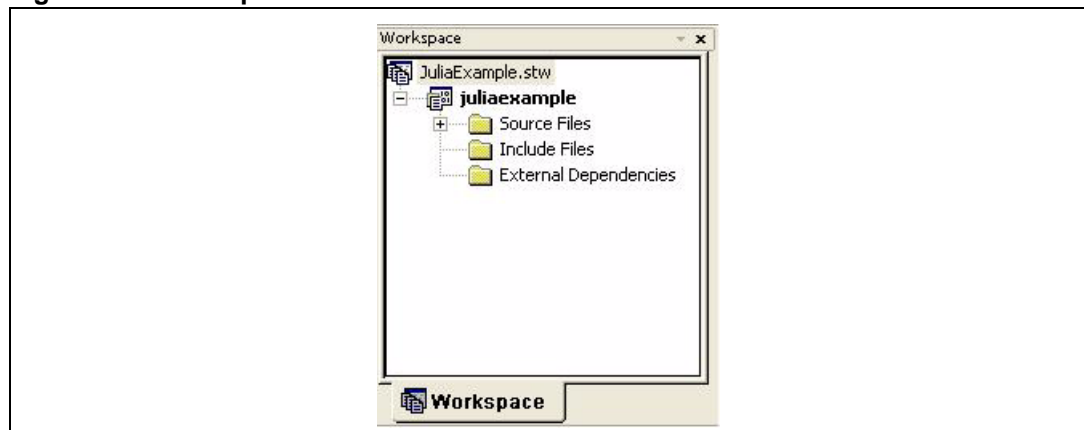 Workspace
JuliaExample.stw
juliaexample
Source Files
Include Files
External Dependencies
Workspace